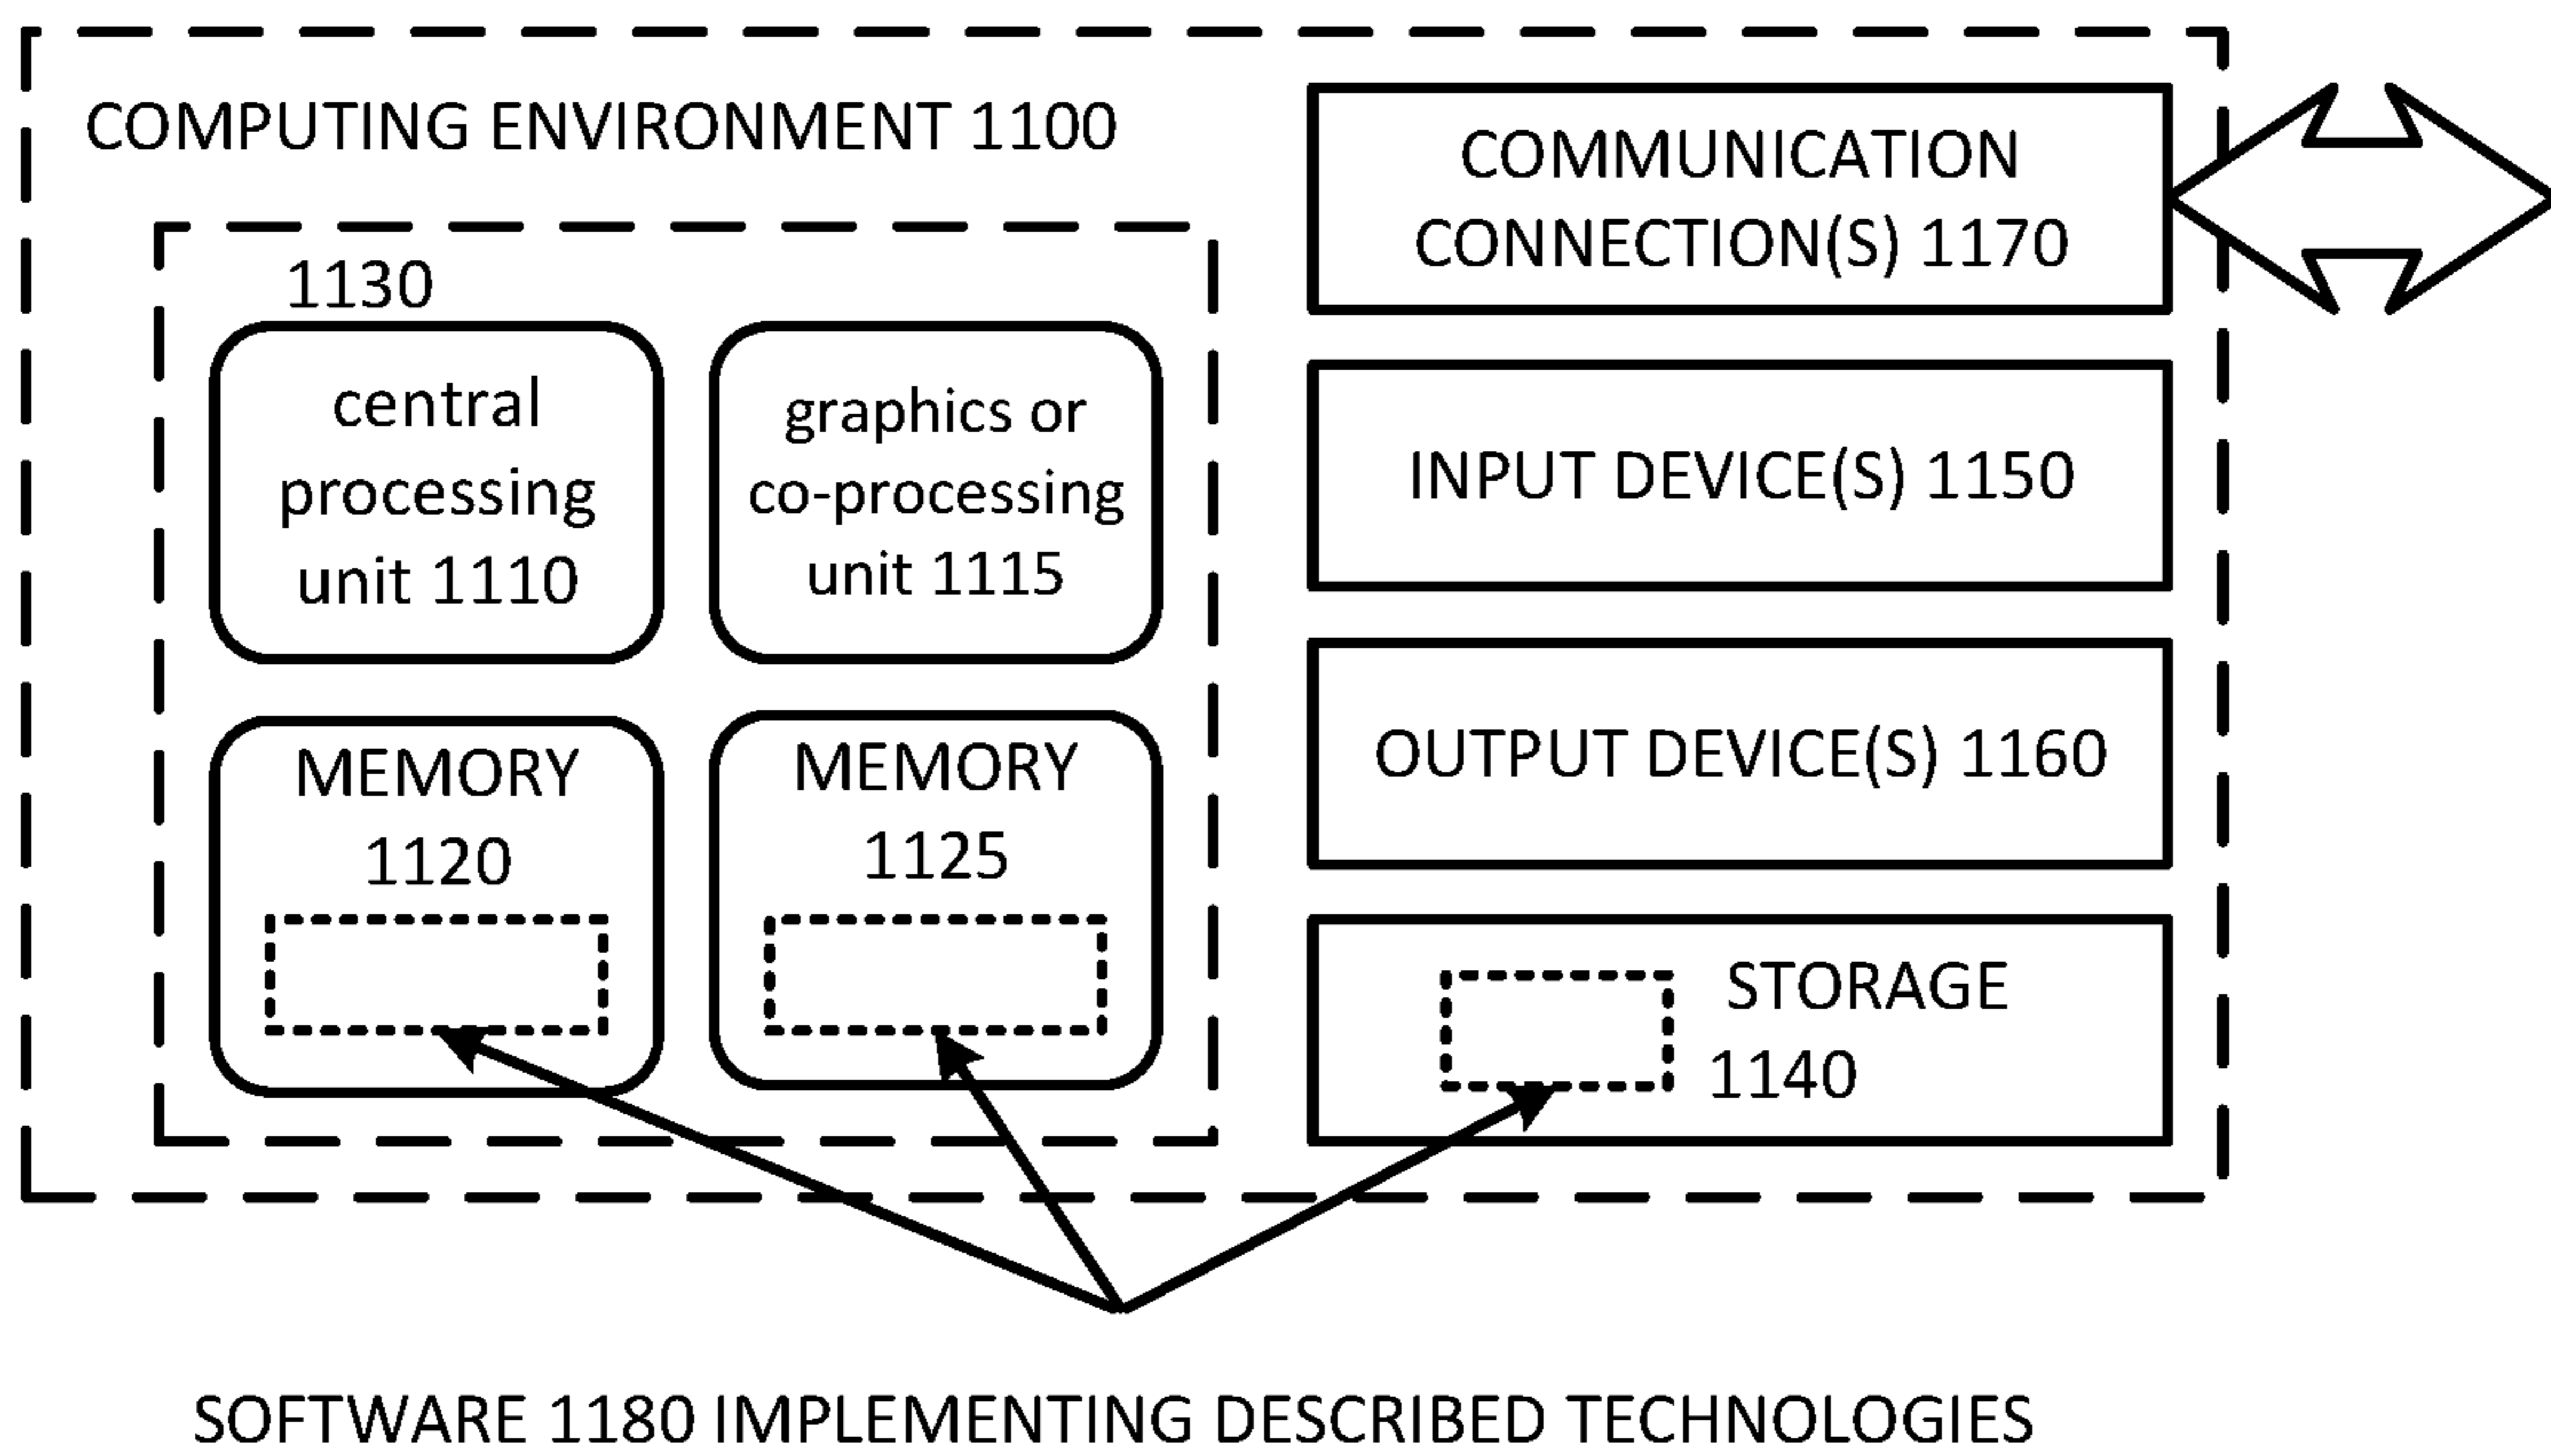 COMPUTING ENVIRONMENT 1100
1130
central
processing
unit 1110
graphics or
co-processing
unit 1115
MEMORY
1120
MEMORY
1125
COMMUNICATION
CONNECTION(S) 1170
INPUT DEVICE(S) 1150
OUTPUT DEVICE(S) 1160
STORAGE
1140
SOFTWARE 1180 IMPLEMENTING DESCRIBED TECHNOLOGIES